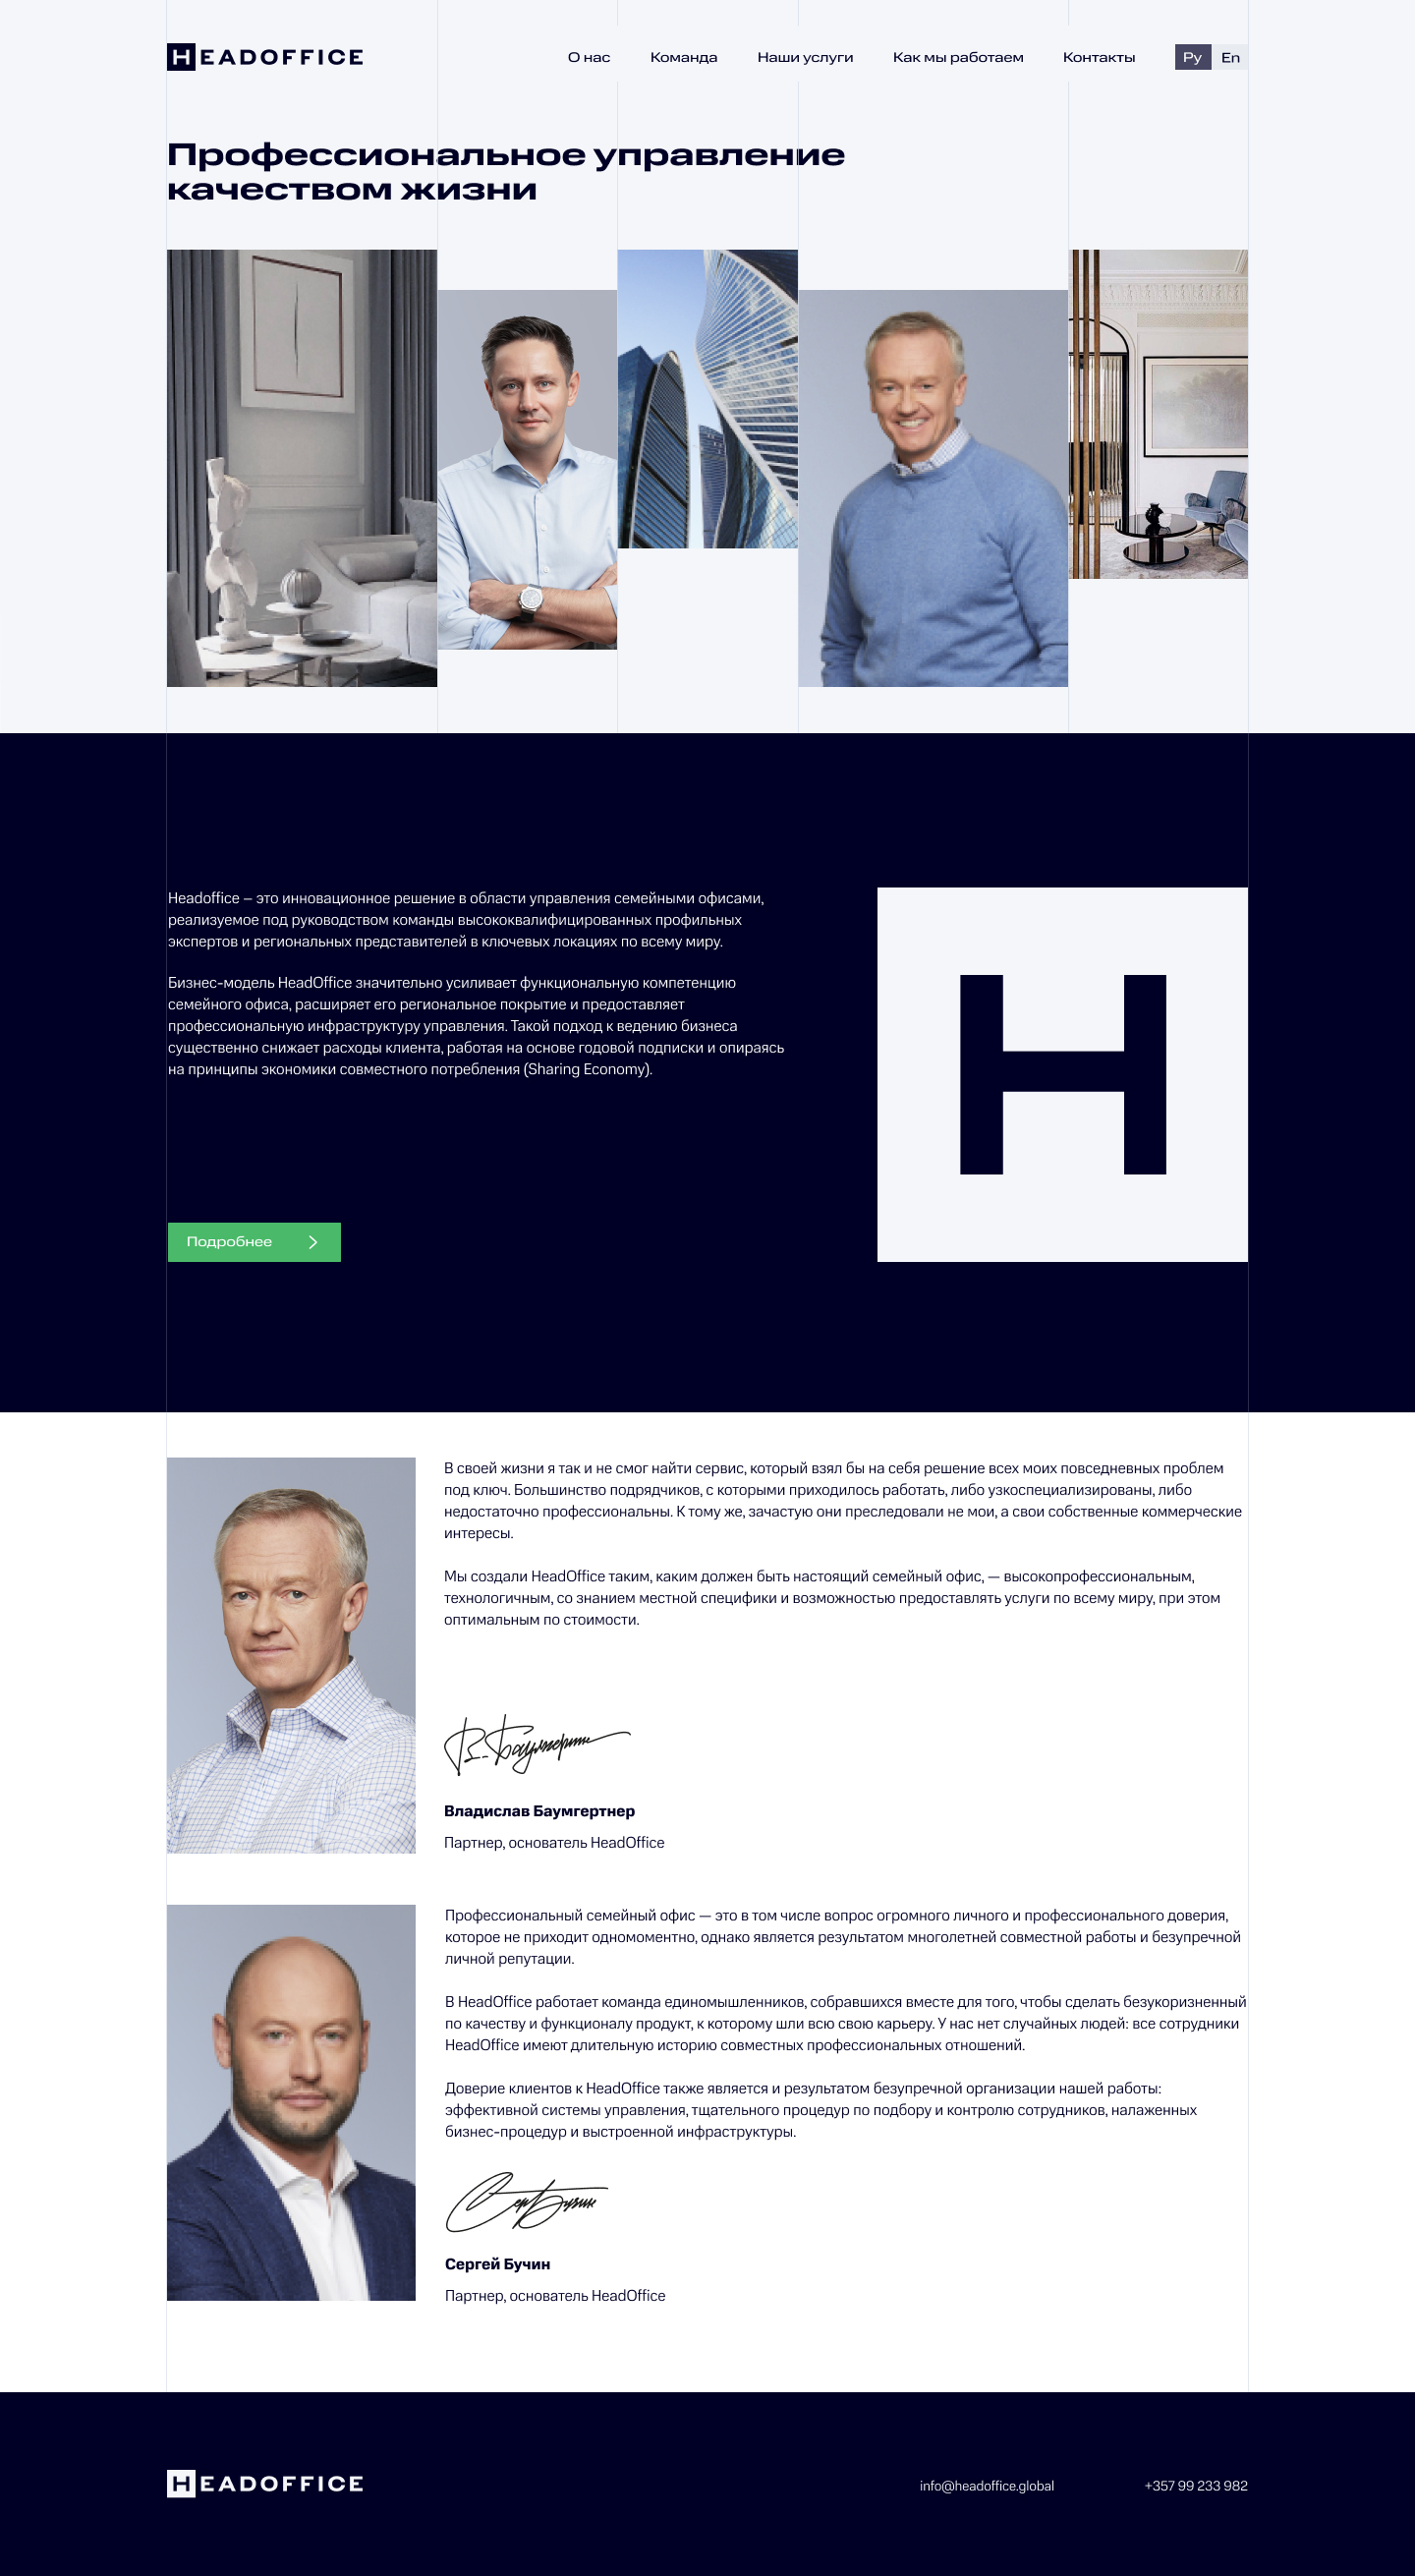 HEADOFFICE
О нас
Команда
Наши услуги
Как мы работаем
Контакты
Ру
En
Профессиональное управление
качеством жизни
Headoffice – это инновационное решение в области управления семейными офисами,
реализуемое под руководством команды высококвалифицированных профильных
экспертов и региональных представителей в ключевых локациях по всему миру.
Бизнес-модель HeadOffice значительно усиливает функциональную компетенцию
семейного офиса, расширяет его региональное покрытие и предоставляет
профессиональную инфраструктуру управления. Такой подход к ведению бизнеса
существенно снижает расходы клиента, работая на основе годовой подписки и опираясь
на принципы экономики совместного потребления (Sharing Economy).
H
Подробнее
В своей жизни я так и не смог найти сервис, который взял бы на себя решение всех моих повседневных проблем
под ключ. Большинство подрядчиков, с которыми приходилось работать, либо узкоспециализированы, либо
недостаточно профессиональны. К тому же, зачастую они преследовали не мои, а свои собственные коммерческие
интересы.
Мы создали HeadOffice таким, каким должен быть настоящий семейный офис, — высокопрофессиональным,
технологичным, со знанием местной специфики и возможностью предоставлять услуги по всему миру, при этом
оптимальным по стоимости.
В. Баумгертнер
Владислав Баумгертнер
Партнер, основатель HeadOffice
Профессиональный семейный офис — это в том числе вопрос огромного личного и профессионального доверия,
которое не приходит одномоментно, однако является результатом многолетней совместной работы и безупречной
личной репутации.
В HeadOffice работает команда единомышленников, собравшихся вместе для того, чтобы сделать безукоризненный
по качеству и функционалу продукт, к которому шли всю свою карьеру. У нас нет случайных людей: все сотрудники
HeadOffice имеют длительную историю совместных профессиональных отношений.
Доверие клиентов к HeadOffice также является и результатом безупречной организации нашей работы:
эффективной системы управления, тщательного процедур по подбору и контролю сотрудников, налаженных
бизнес-процедур и выстроенной инфраструктуры.
Сергей Бучин
Партнер, основатель HeadOffice
HEADOFFICE
info@headoffice.global
+357 99 233 982